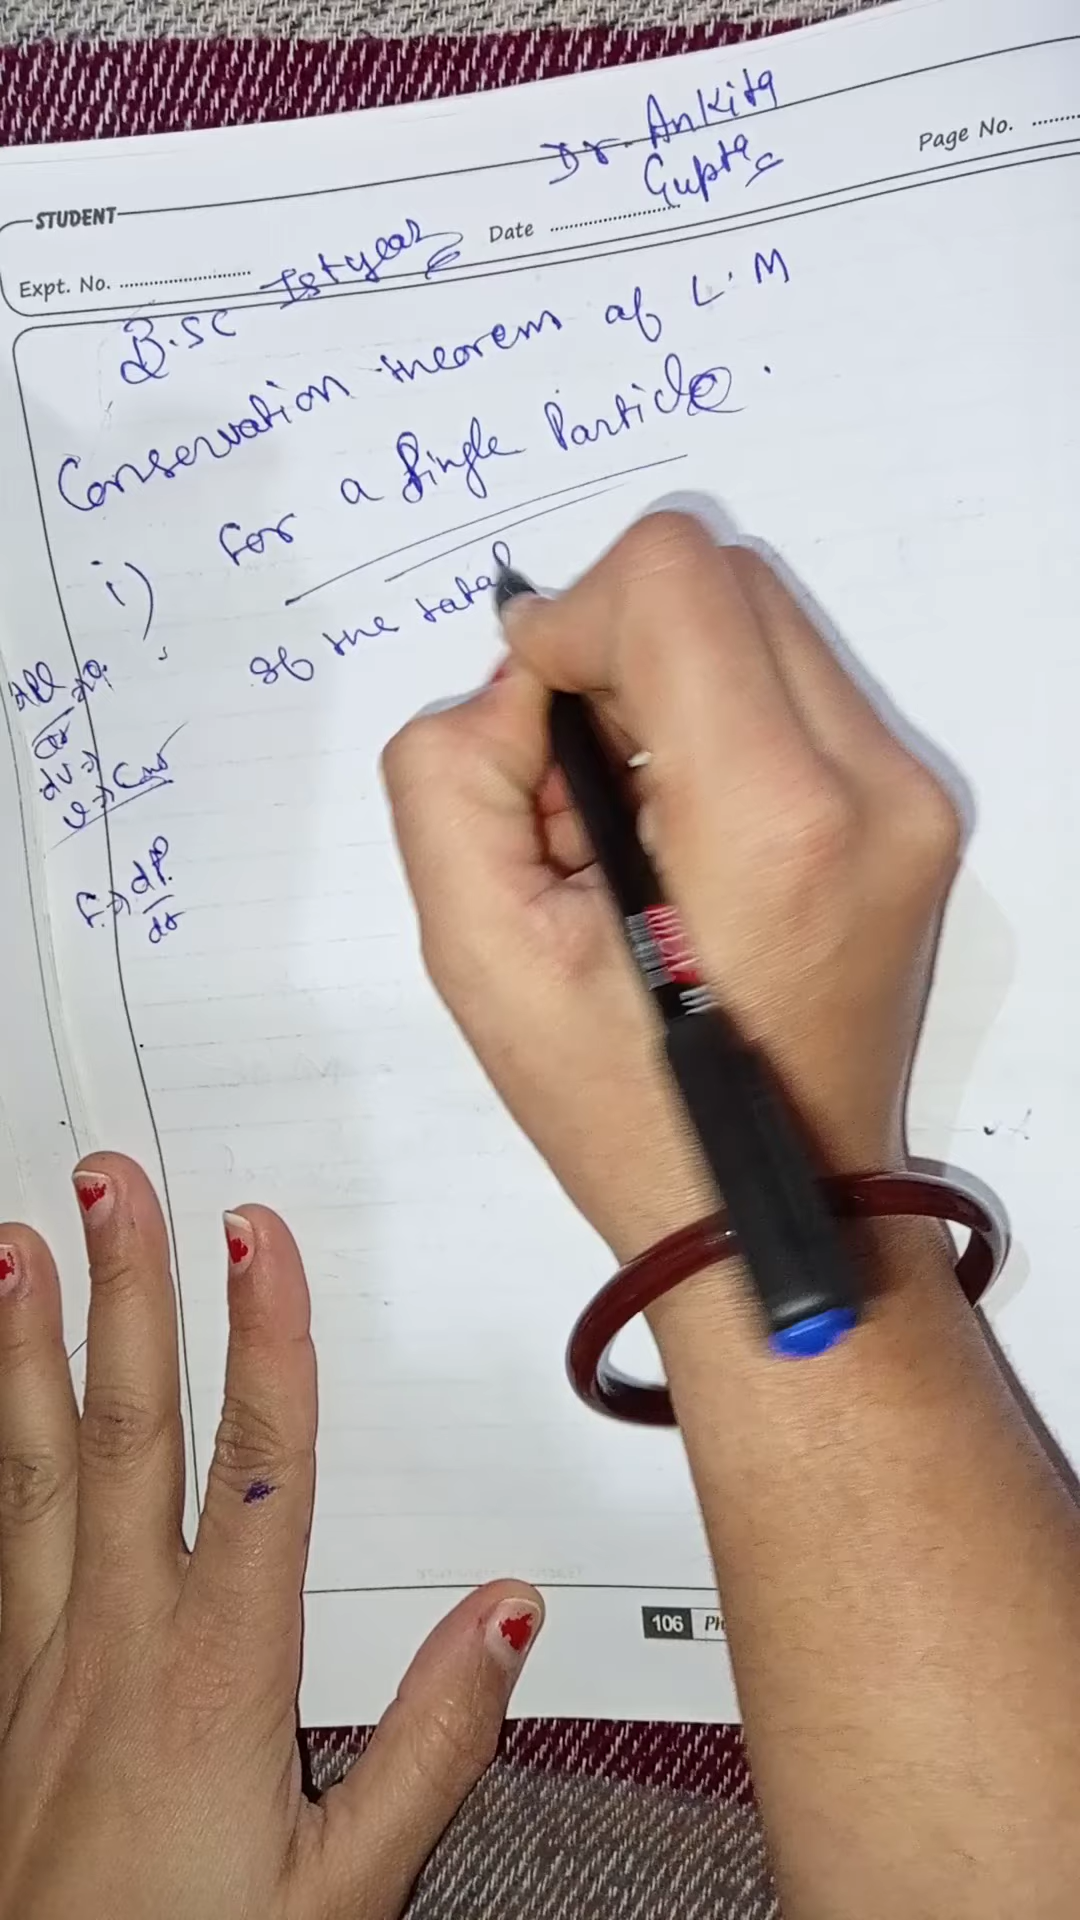 Dr. Ankita
Gupta
Page No. ..........
STUDENT
Expt. No. ..........
Date ..........
B.SC Ist year
Conservation theorem of L.M
i) For a Single Particle.
If the total
F => dP/dt
106 Ph